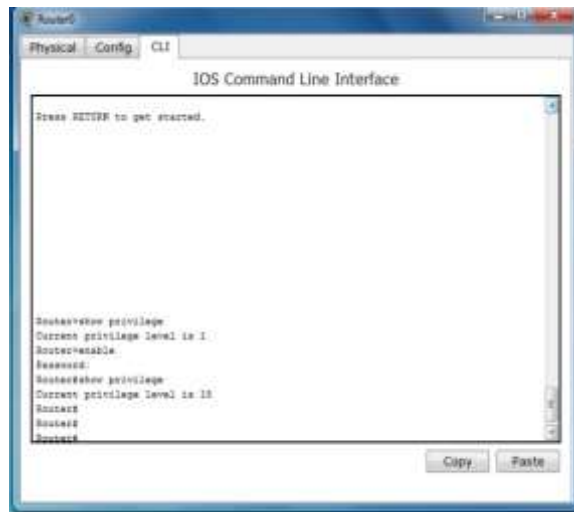 Router0
Physical Config CLI
IOS Command Line Interface
Press RETURN to get started.
Router>show privilege
Current privilege level is 1
Router>enable
Password:
Router#show privilege
Current privilege level is 15
Router#
Router#
Router#
Copy Paste